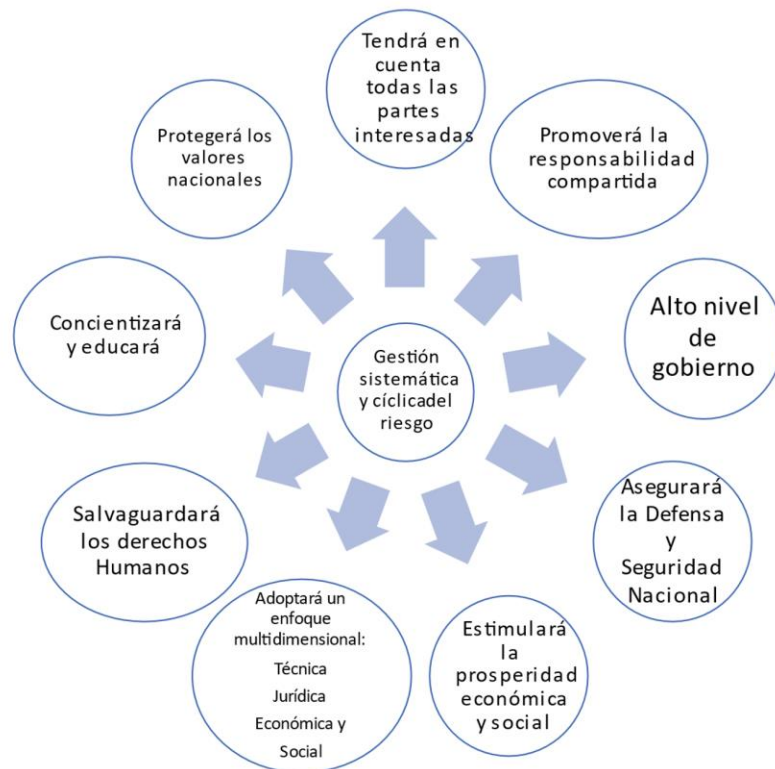 Tendrá en
cuenta
todas las
partes
interesadas
Promoverá la
responsabilidad
compartida
Alto nivel
de
gobierno
Asegurará
la Defensa
y
Seguridad
Nacional
Estimulará
la
prosperidad
económica
y social
Adoptará un
enfoque
multidimensional:
Técnica
Jurídica
Económica y
Social
Salvaguardará
los derechos
Humanos
Concientizará
y educará
Protegerá los
valores
nacionales
Gestión
sistemática
y cíclicadel
riesgo